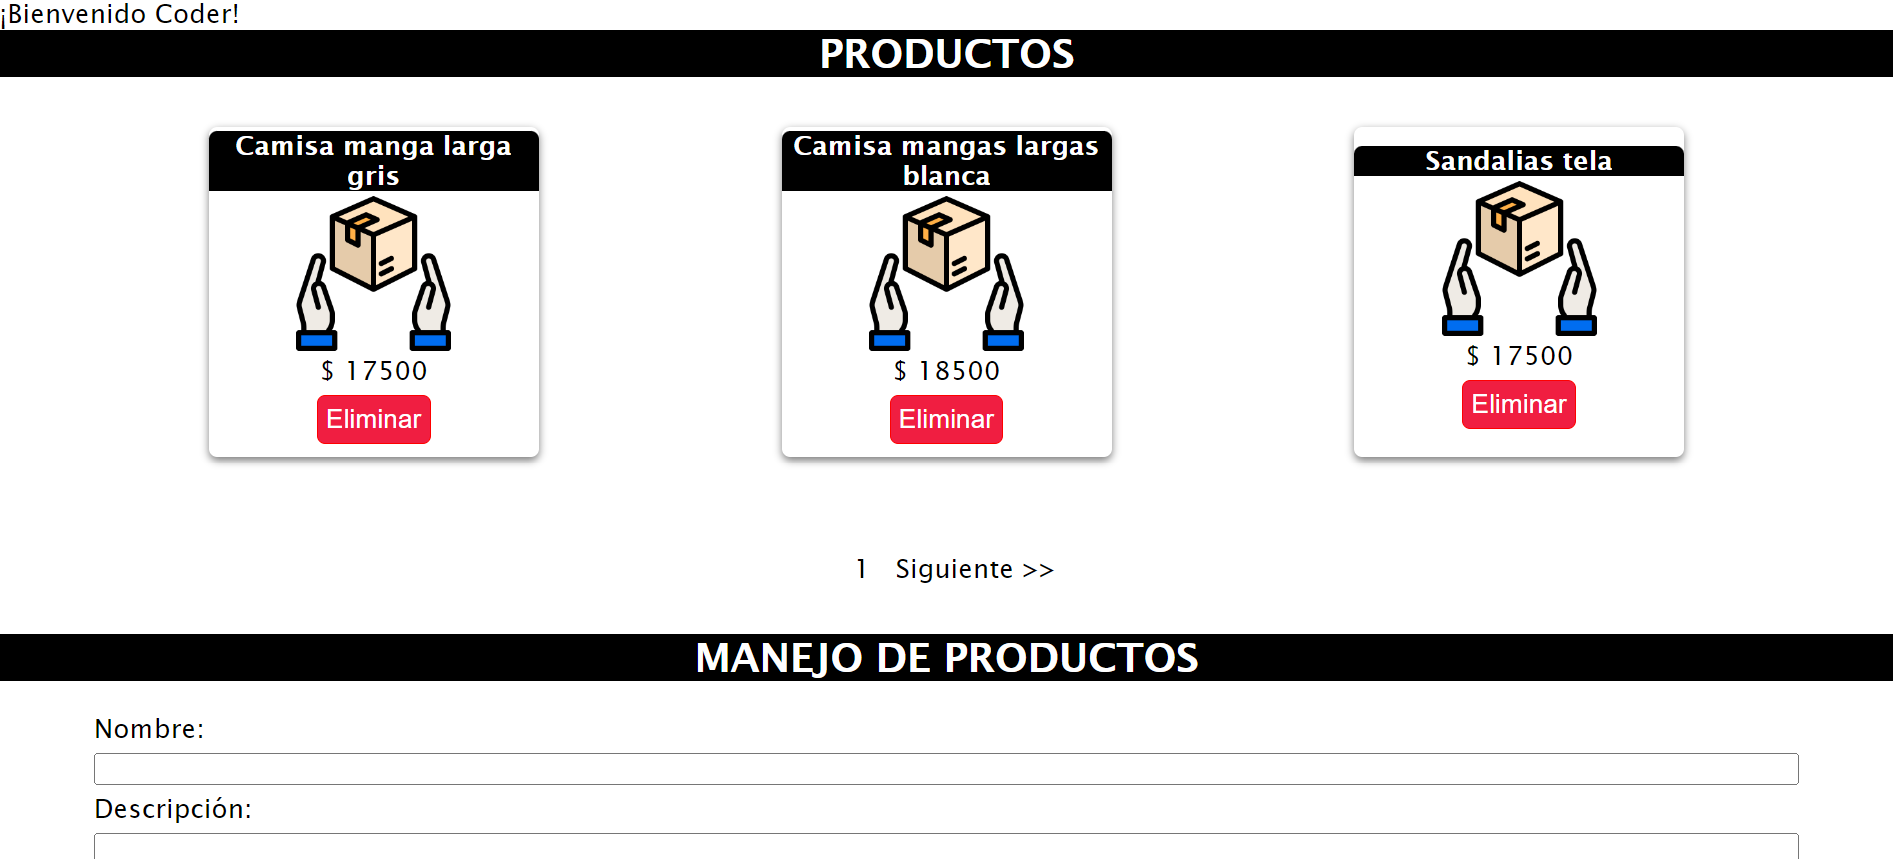 ¡Bienvenido Coder!
PRODUCTOS
Camisa manga larga
gris
$ 17500
Eliminar
Camisa mangas largas
blanca
$ 18500
Eliminar
Sandalias tela
$ 17500
Eliminar
1 Siguiente >>
MANEJO DE PRODUCTOS
Nombre:
Descripción: